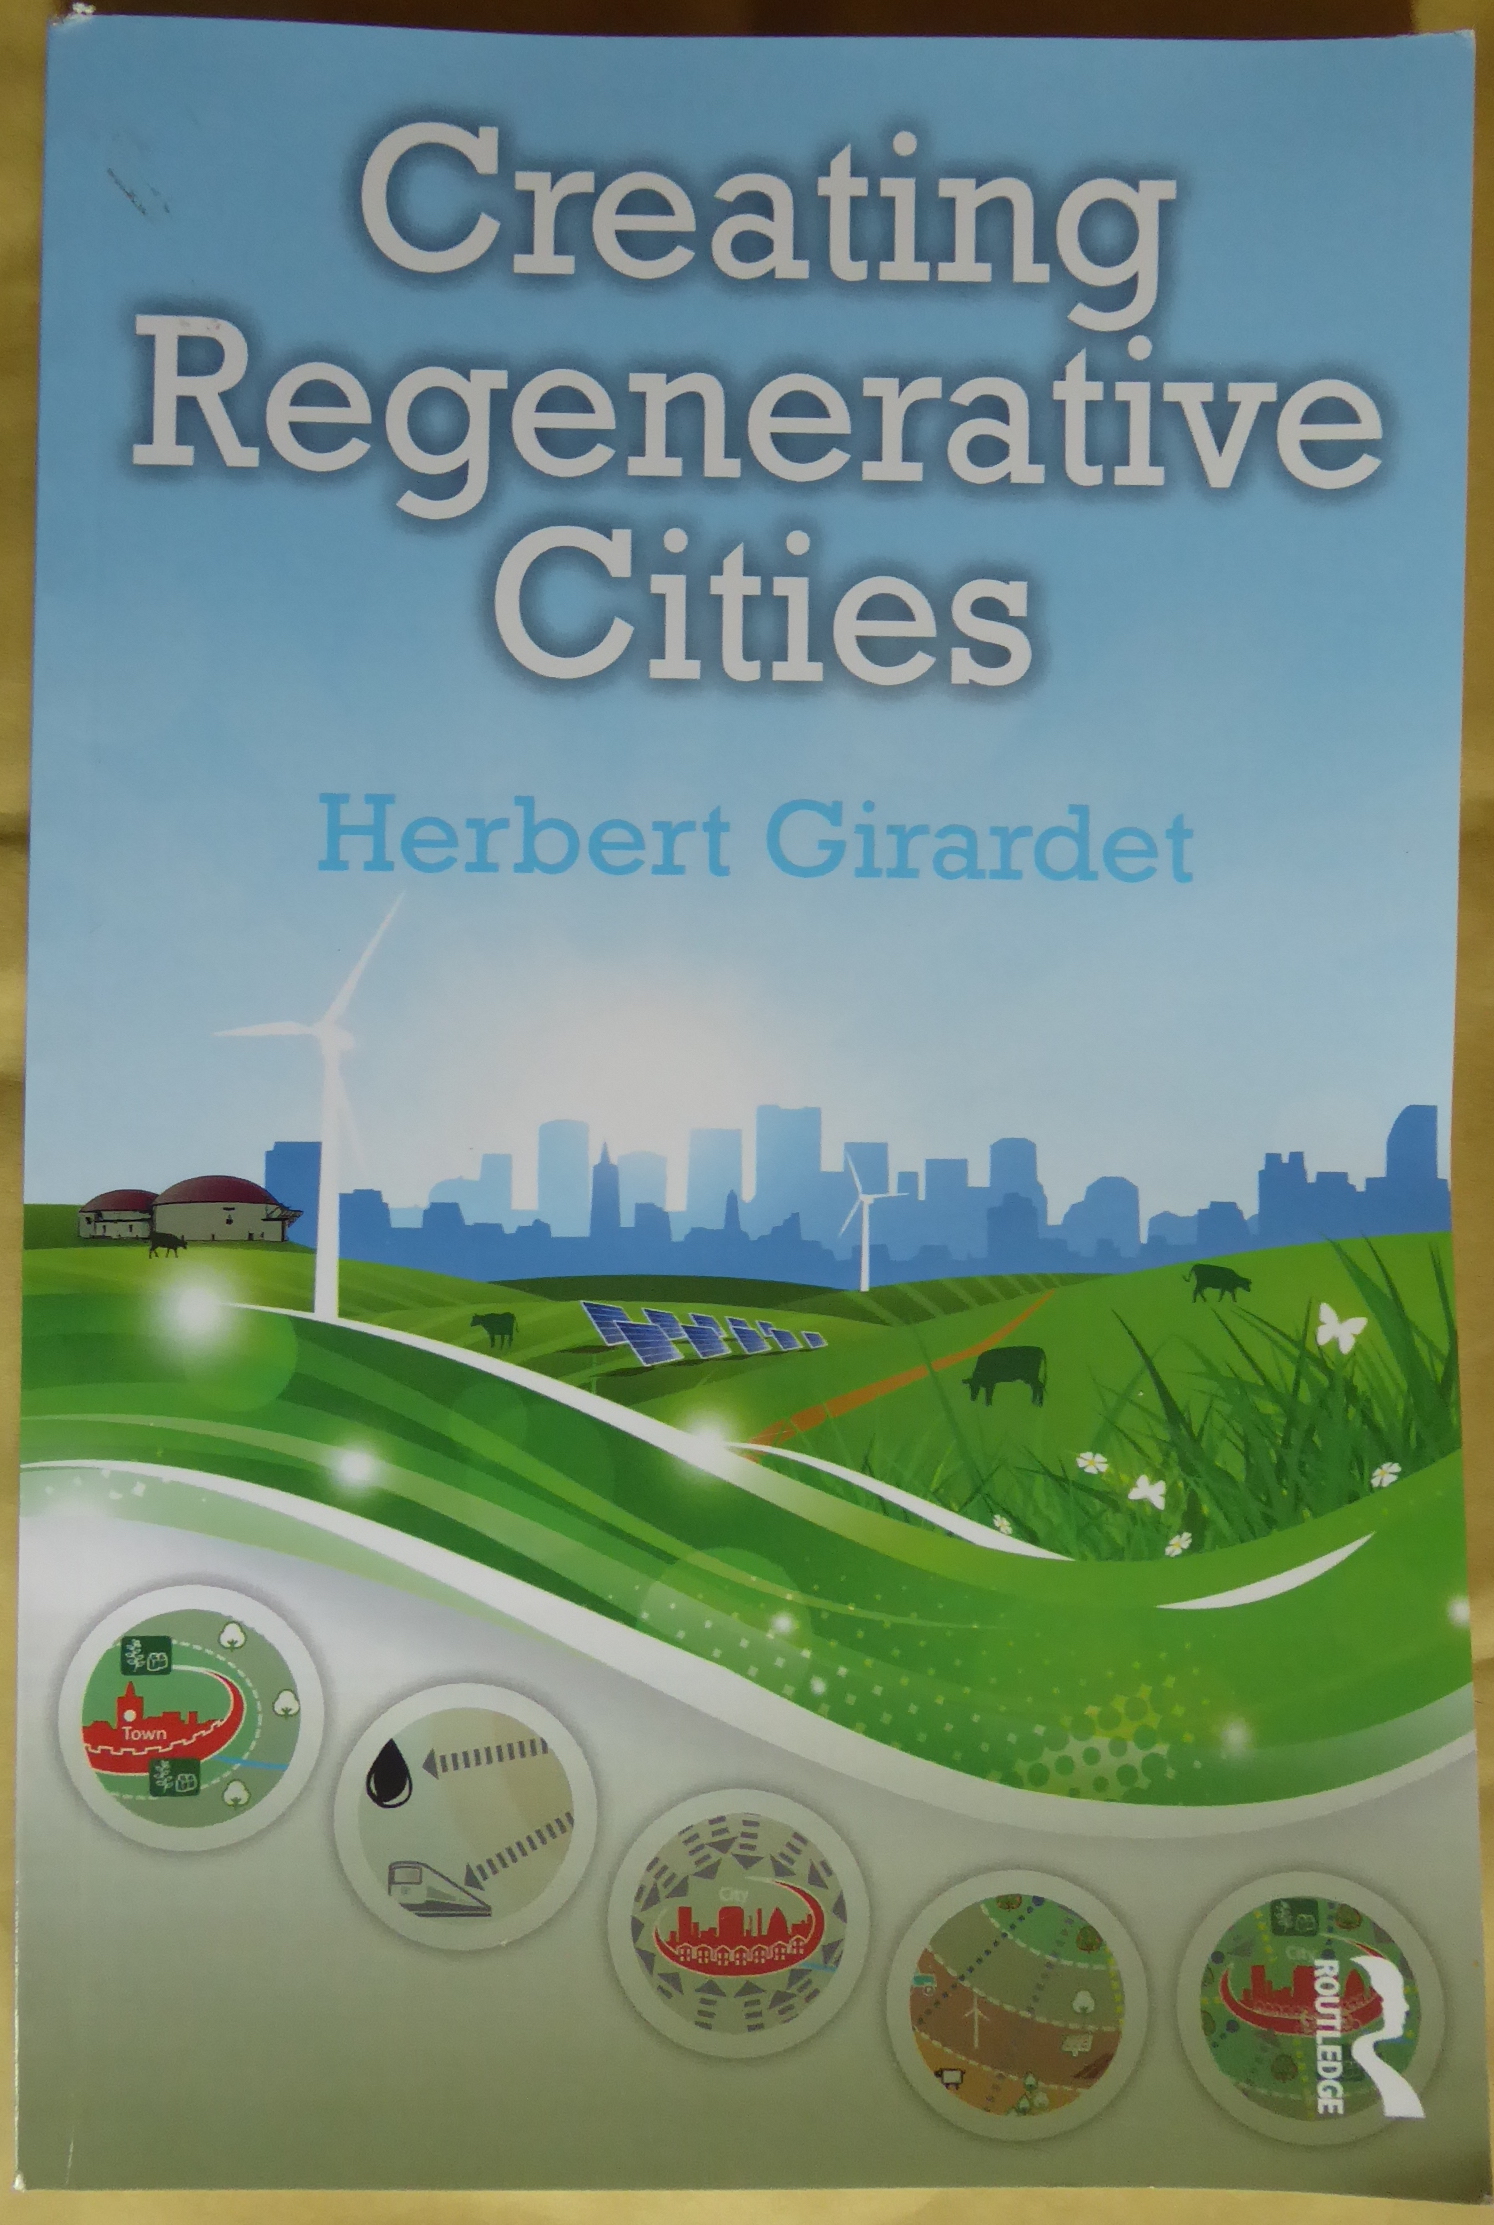 Creating
Regenerative
Cities
Herbert Girardet
Town
City
City
ROUTLEDGE